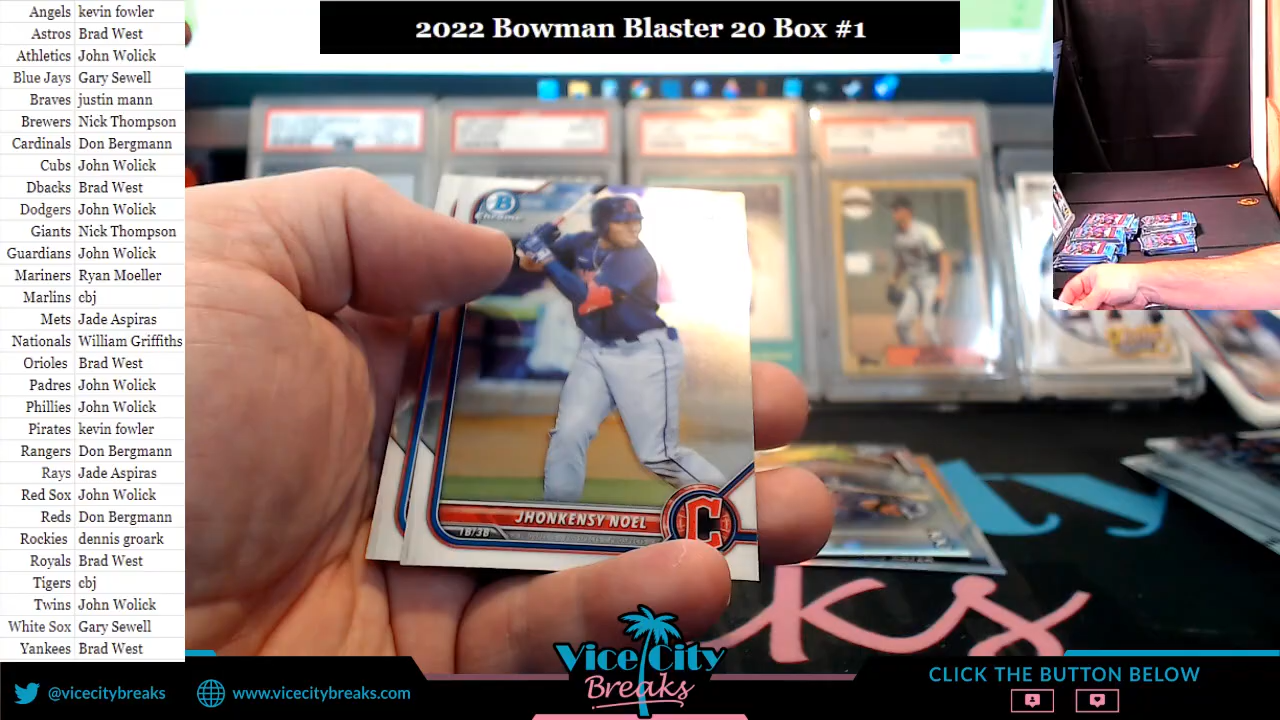 2022 Bowman Blaster 20 Box #1
Angels kevin fowler
Astros Brad West
Athletics John Wolick
Blue Jays Gary Sewell
Braves justin mann
Brewers Nick Thompson
Cardinals Don Bergmann
Cubs John Wolick
Dbacks Brad West
Dodgers John Wolick
Giants Nick Thompson
Guardians John Wolick
Mariners Ryan Moeller
Marlins cbj
Mets Jade Aspiras
Nationals William Griffiths
Orioles Brad West
Padres John Wolick
Phillies John Wolick
Pirates kevin fowler
Rangers Don Bergmann
Rays Jade Aspiras
Red Sox John Wolick
Reds Don Bergmann
Rockies dennis groark
Royals Brad West
Tigers cbj
Twins John Wolick
White Sox Gary Sewell
Yankees Brad West
B
Chrome
JHONKENSY NOEL
C
ks
Vice City
Breaks
@vicecitybreaks
www.vicecitybreaks.com
CLICK THE BUTTON BELOW